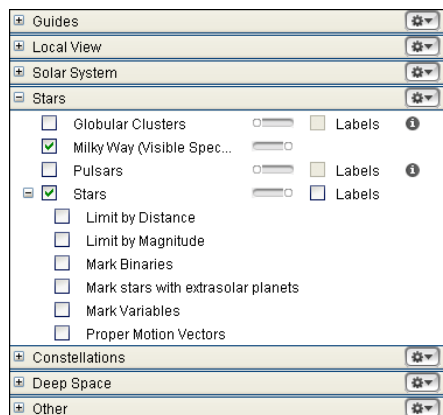 Guides
Local View
Solar System
Stars
Globular Clusters Labels
Milky Way (Visible Spec...
Pulsars Labels
Stars Labels
Limit by Distance
Limit by Magnitude
Mark Binaries
Mark stars with extrasolar planets
Mark Variables
Proper Motion Vectors
Constellations
Deep Space
Other